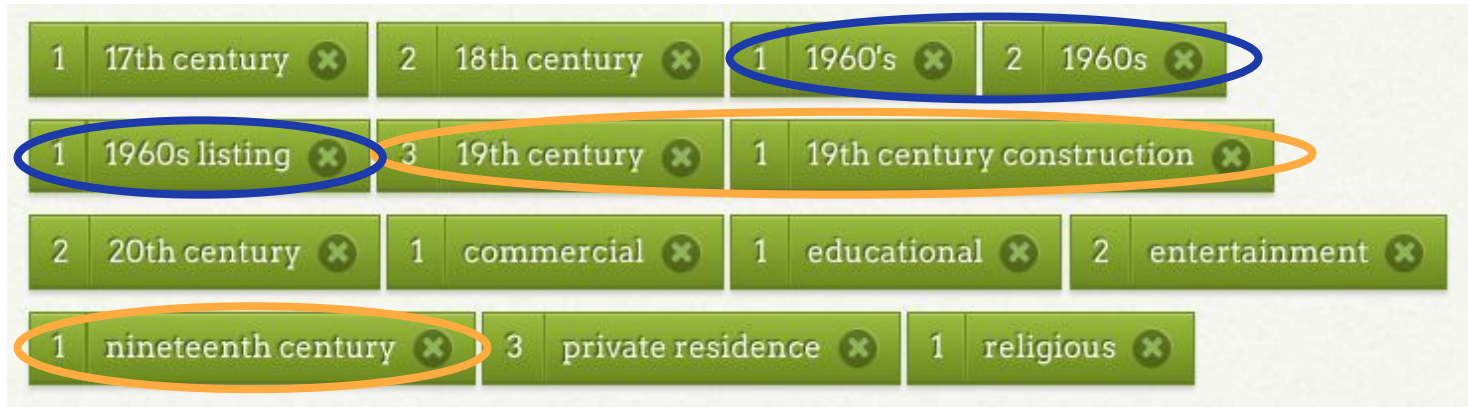 1 17th century 2 18th century 1 1960's 2 1960s
1 1960s listing 3 19th century 1 19th century construction
2 20th century 1 commercial 1 educational 2 entertainment
1 nineteenth century 3 private residence 1 religious